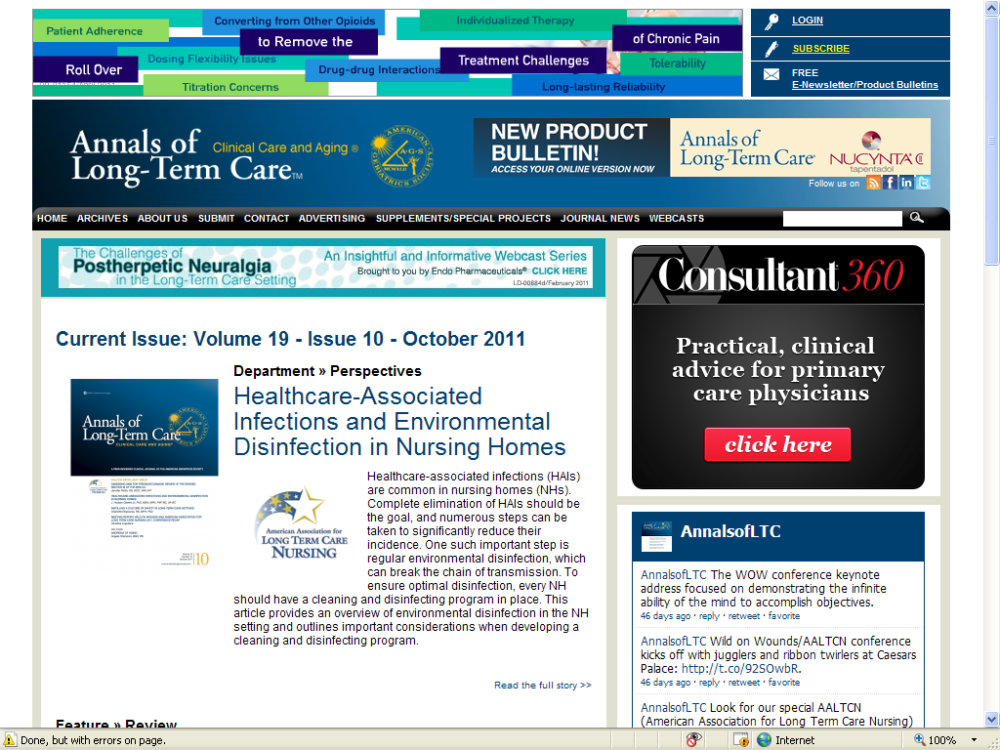 Patient Adherence
Converting from Other Opioids
Individualized Therapy
to Remove the
of Chronic Pain
Dosing Flexibility Issues
Treatment Challenges
Roll Over
Drug-drug Interactions
Tolerability
Titration Concerns
Long-lasting Reliability
LOGIN
SUBSCRIBE
FREE
E-Newsletter/Product Bulletins
Annals of
Long-Term Care™
Clinical Care and Aging ®
AMERICAN GERIATRICS SOCIETY
A·G·S
NEW PRODUCT
BULLETIN!
ACCESS YOUR ONLINE VERSION NOW
Annals of
Long-Term Care®
NUCYNTA® CII
tapentadol
Follow us on
HOME ARCHIVES ABOUT US SUBMIT CONTACT ADVERTISING SUPPLEMENTS/SPECIAL PROJECTS JOURNAL NEWS WEBCASTS
The Challenges of
Postherpetic Neuralgia
in the Long-Term Care Setting
An Insightful and Informative Webcast Series
Brought to you by Endo Pharmaceuticals® CLICK HERE
LD-00884d/February 2011
Current Issue: Volume 19 - Issue 10 - October 2011
Annals of
Long-Term Care
CLINICAL CARE AND AGING
10
Department » Perspectives
Healthcare-Associated
Infections and Environmental
Disinfection in Nursing Homes
American Association for
LONG TERM CARE
NURSING
Healthcare-associated infections (HAIs)
are common in nursing homes (NHs).
Complete elimination of HAIs should be
the goal, and numerous steps can be
taken to significantly reduce their
incidence. One such important step is
regular environmental disinfection, which
can break the chain of transmission. To
ensure optimal disinfection, every NH
should have a cleaning and disinfecting program in place. This
article provides an overview of environmental disinfection in the NH
setting and outlines important considerations when developing a
cleaning and disinfecting program.
Read the full story >>
Feature » Review
Consultant 360
Practical, clinical
advice for primary
care physicians
click here
AnnalsofLTC
AnnalsofLTC The WOW conference keynote
address focused on demonstrating the infinite
ability of the mind to accomplish objectives.
46 days ago · reply · retweet · favorite
AnnalsofLTC Wild on Wounds/AALTCN conference
kicks off with jugglers and ribbon twirlers at Caesars
Palace: http://t.co/92SOwbR.
46 days ago · reply · retweet · favorite
AnnalsofLTC Look for our special AALTCN
(American Association for Long Term Care Nursing)
Done, but with errors on page.
Internet
100%